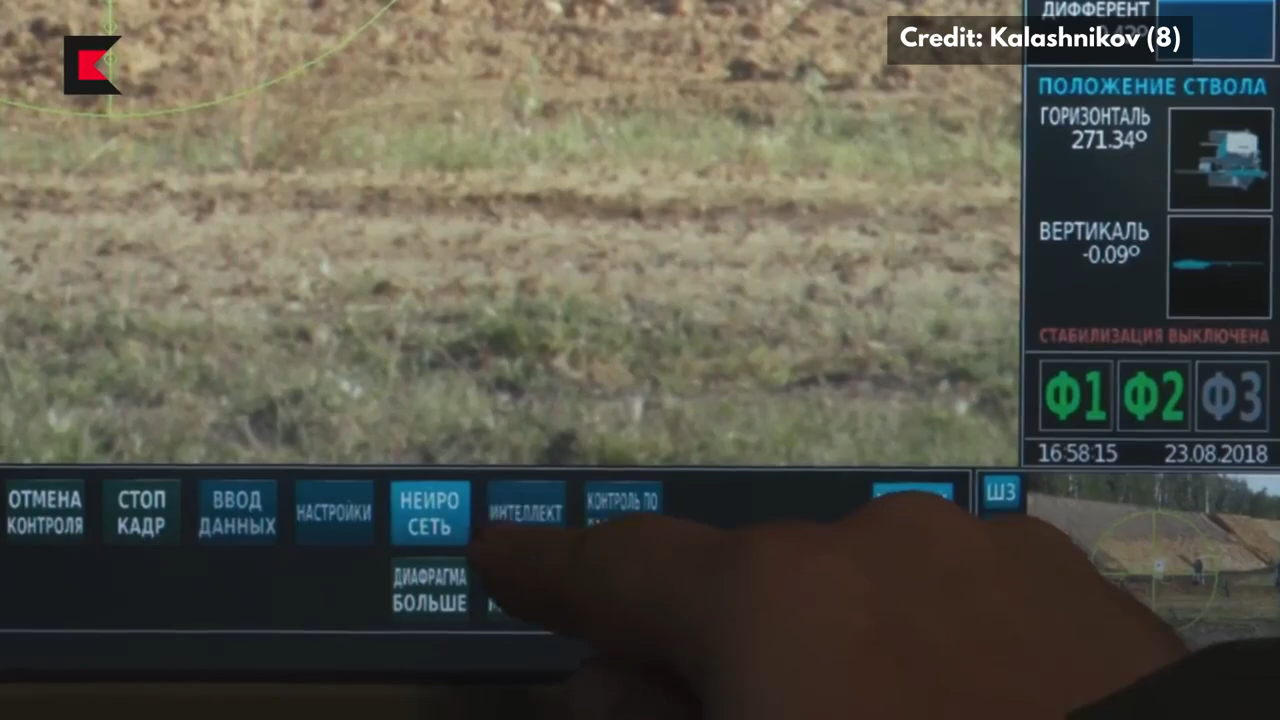 ДИФФЕРЕНТ
Credit: Kalashnikov (8)
ПОЛОЖЕНИЕ СТВОЛА
ГОРИЗОНТАЛЬ
271.34°
ВЕРТИКАЛЬ
-0.09°
СТАБИЛИЗАЦИЯ ВЫКЛЮЧЕНА
Ф1 Ф2 Ф3
16:58:15 23.08.2018
ОТМЕНА
КОНТРОЛЯ
СТОП
КАДР
ВВОД
ДАННЫХ
НАСТРОЙКИ
НЕЙРО
СЕТЬ
ИНТЕЛЛЕКТ
КОНТРОЛЬ ПО
ШЗ
ДИАФРАГМА
БОЛЬШЕ